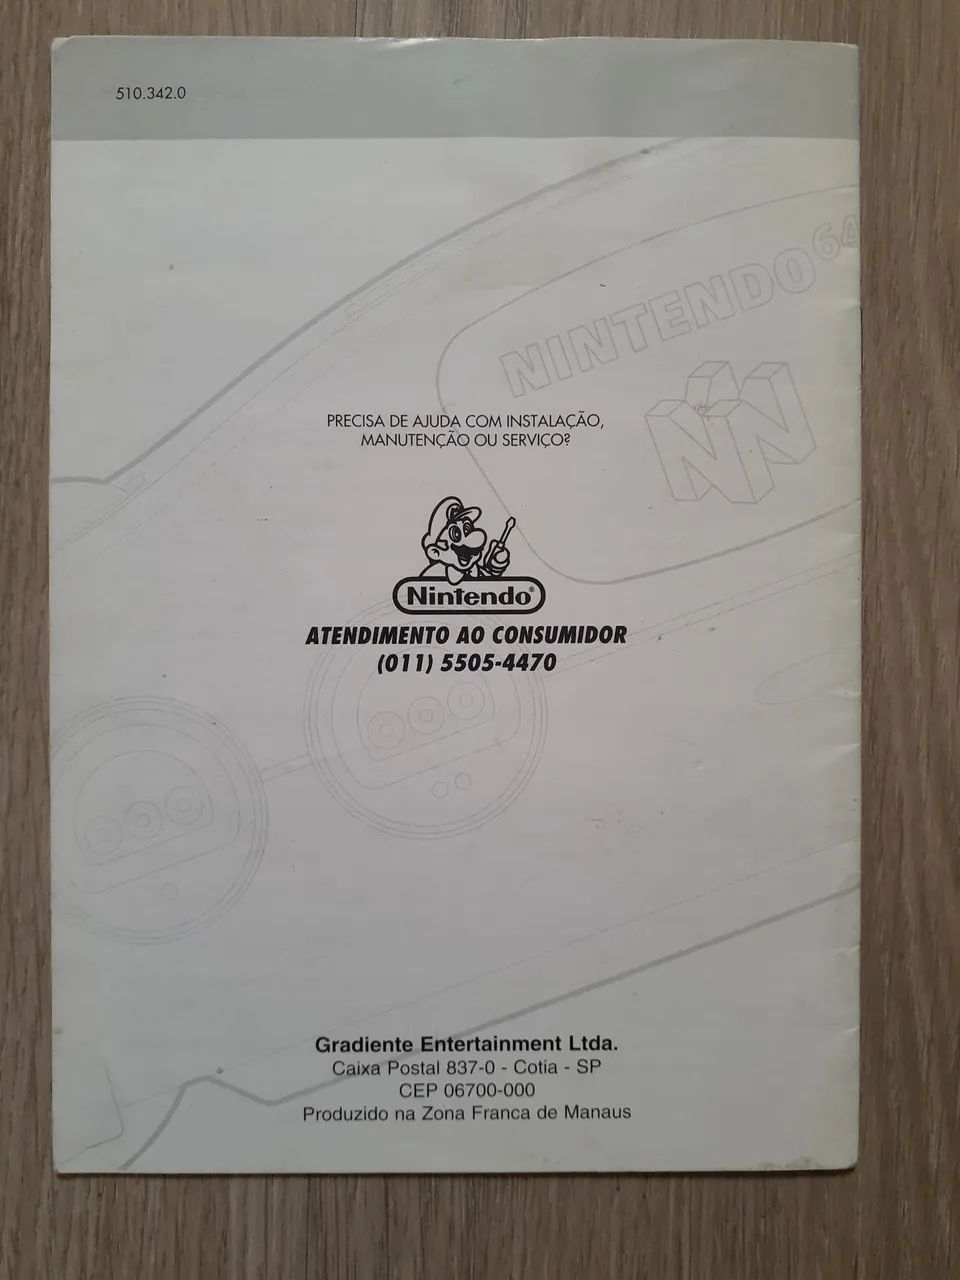 510.342.0
NINTENDO64
PRECISA DE AJUDA COM INSTALAÇÃO,
MANUTENÇÃO OU SERVIÇO?
Nintendo®
ATENDIMENTO AO CONSUMIDOR
(011) 5505-4470
Gradiente Entertainment Ltda.
Caixa Postal 837-0 - Cotia - SP
CEP 06700-000
Produzido na Zona Franca de Manaus